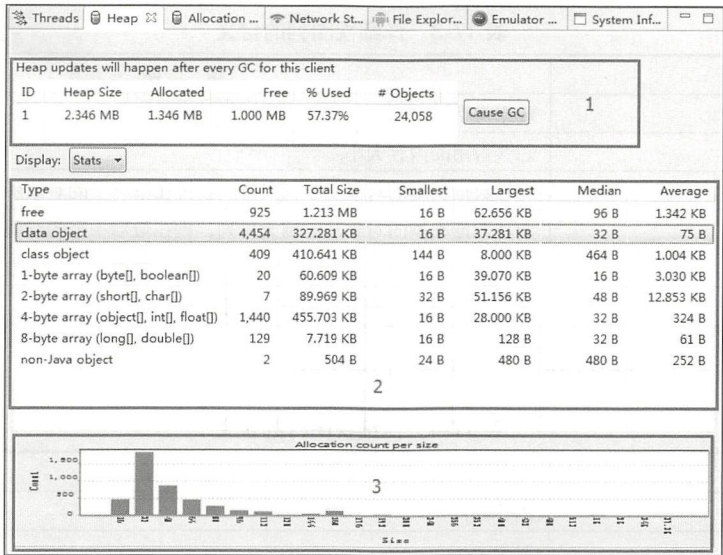 Threads Heap Allocation ... Network St... File Explor... Emulator ... System Inf...
Heap updates will happen after every GC for this client
ID Heap Size Allocated Free % Used # Objects
1 2.346 MB 1.346 MB 1.000 MB 57.37% 24,058 Cause GC
1
Display: Stats
Type Count Total Size Smallest Largest Median Average
free 925 1.213 MB 16 B 62.656 KB 96 B 1.342 KB
data object 4,454 327.281 KB 16 B 37.281 KB 32 B 75 B
class object 409 410.641 KB 144 B 8.000 KB 464 B 1.004 KB
1-byte array (byte[], boolean[]) 20 60.609 KB 16 B 39.070 KB 16 B 3.030 KB
2-byte array (short[], char[]) 7 89.969 KB 32 B 51.156 KB 48 B 12.853 KB
4-byte array (object[], int[], float[]) 1,440 455.703 KB 16 B 28.000 KB 32 B 324 B
8-byte array (long[], double[]) 129 7.719 KB 16 B 128 B 32 B 61 B
non-Java object 2 504 B 24 B 480 B 480 B 252 B
2
Allocation count per size
Count
1,500
1,000
500
0
3
Size